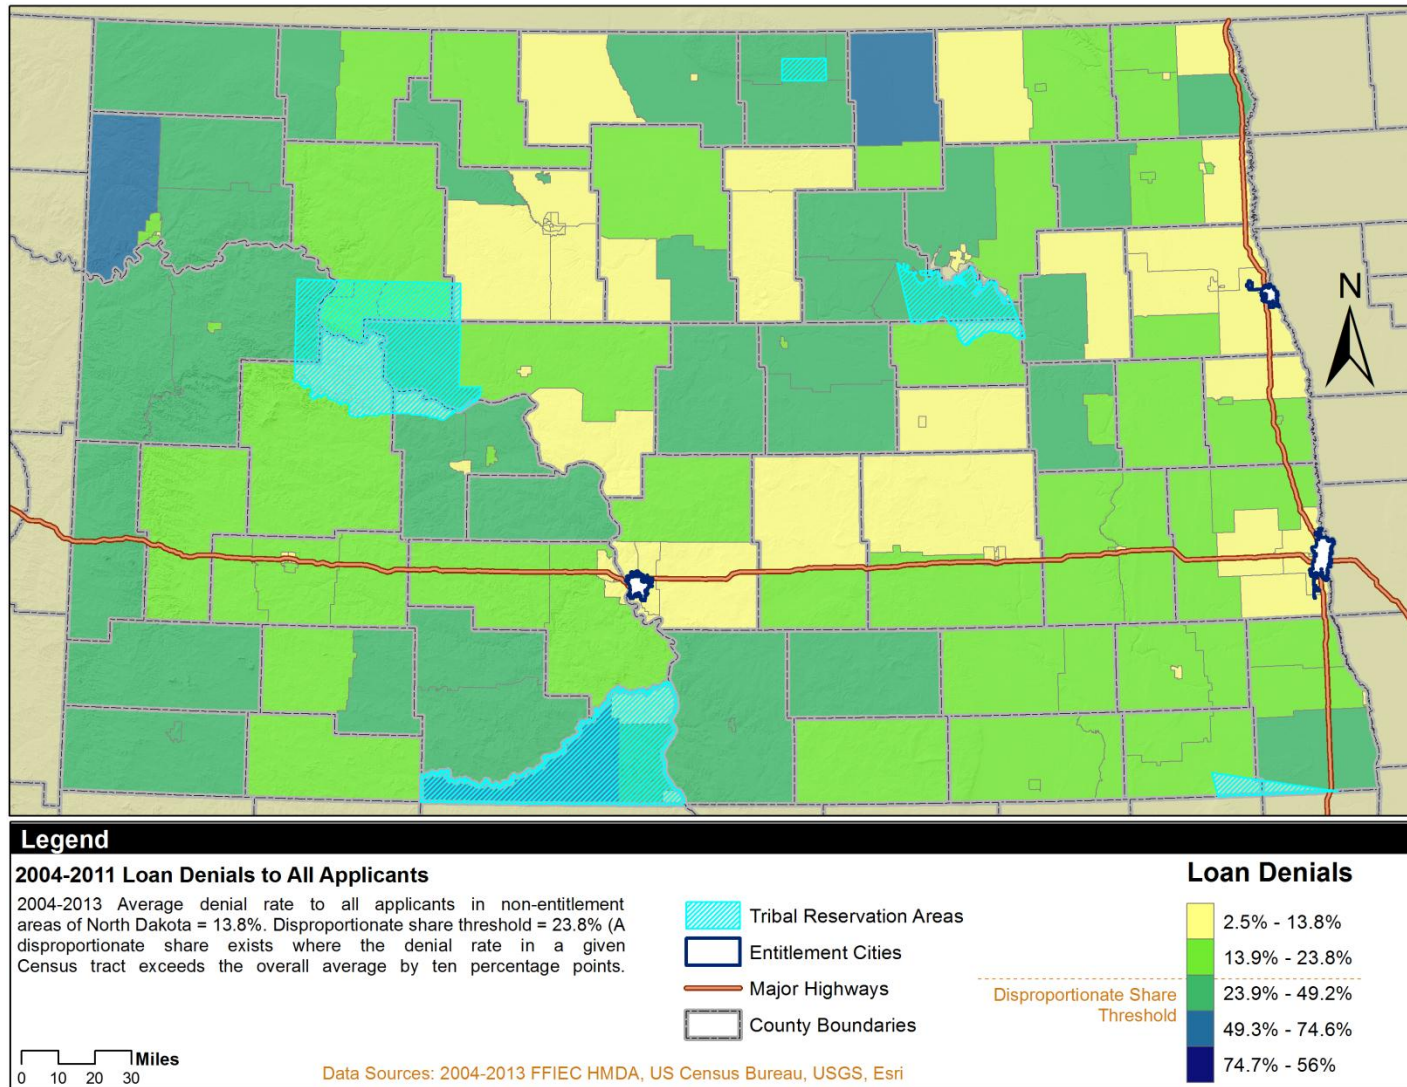 N
Legend
2004-2011 Loan Denials to All Applicants
2004-2013 Average denial rate to all applicants in non-entitlement
areas of North Dakota = 13.8%. Disproportionate share threshold = 23.8% (A
disproportionate share exists where the denial rate in a given
Census tract exceeds the overall average by ten percentage points.
Miles
0 10 20 30
Tribal Reservation Areas
Entitlement Cities
Major Highways
County Boundaries
Data Sources: 2004-2013 FFIEC HMDA, US Census Bureau, USGS, Esri
Loan Denials
2.5% - 13.8%
13.9% - 23.8%
Disproportionate Share
Threshold
23.9% - 49.2%
49.3% - 74.6%
74.7% - 56%